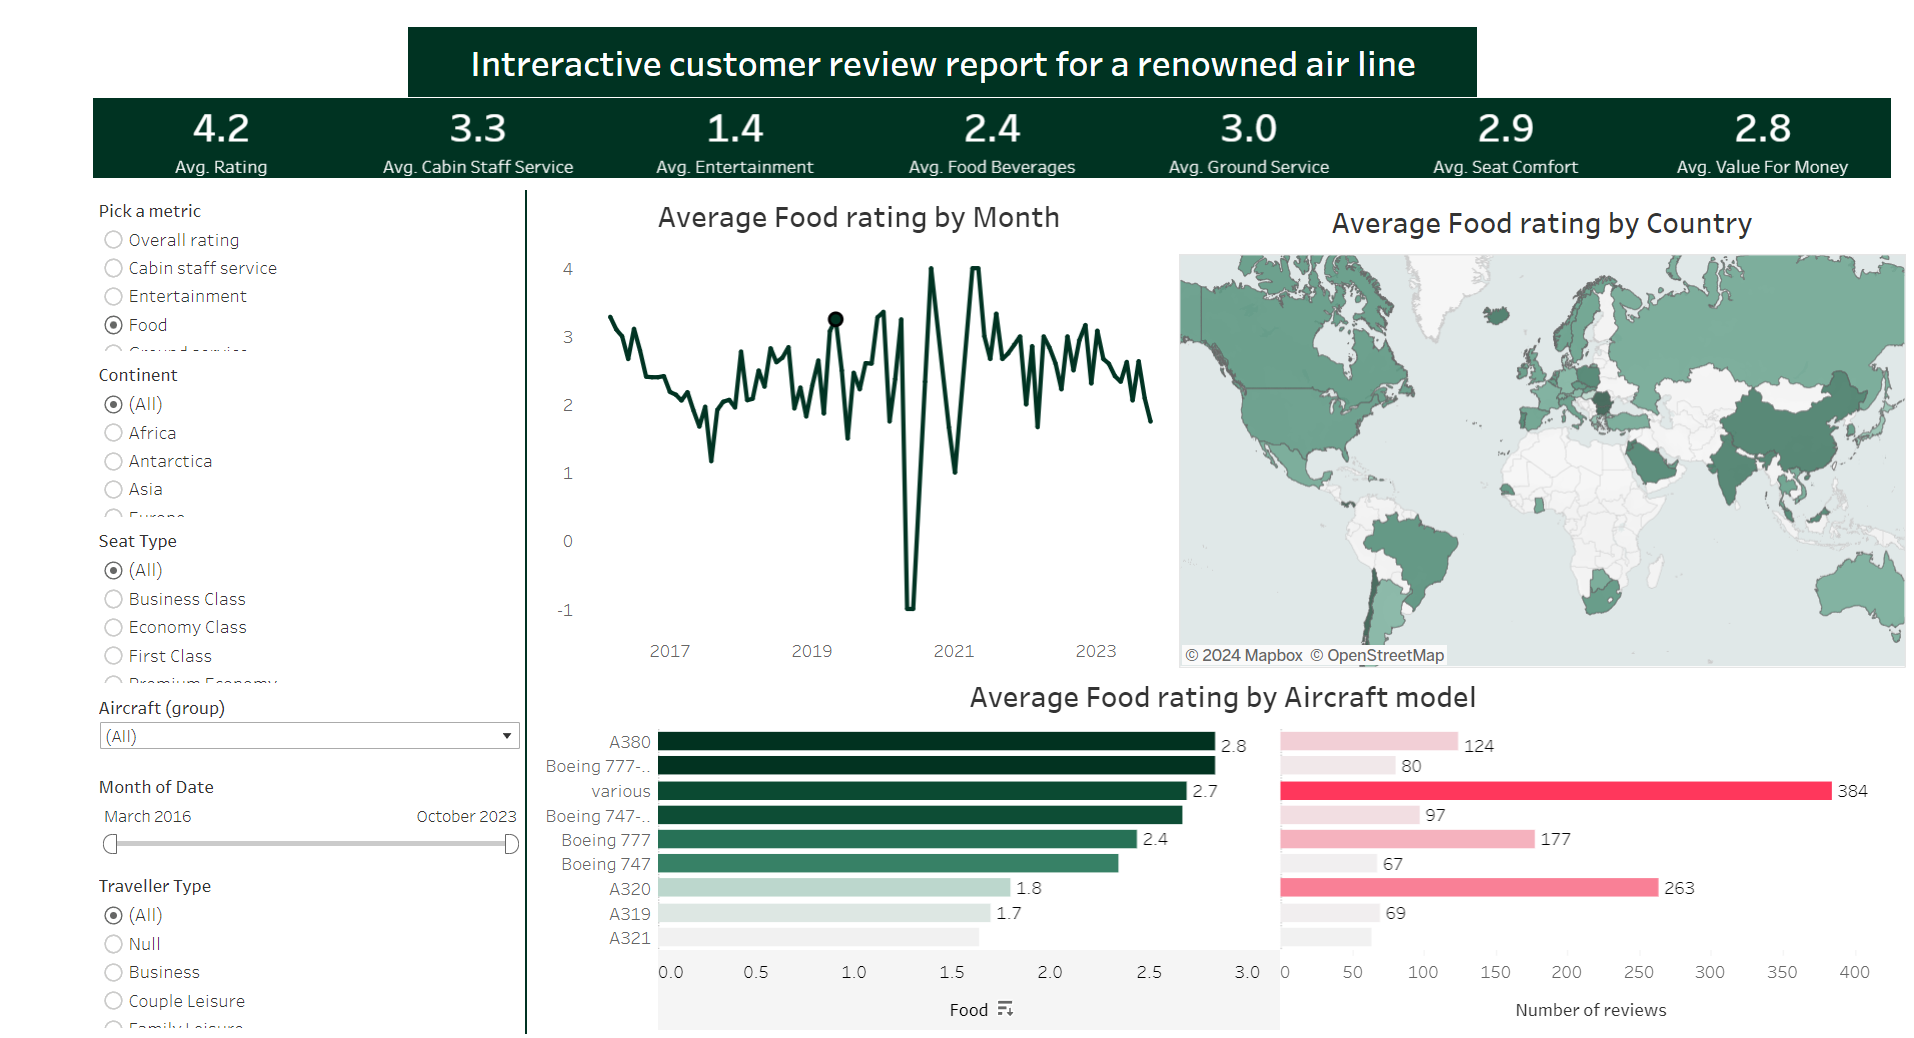 Intreractive customer review report for a renowned air line
4.2 3.3 1.4 2.4 3.0 2.9 2.8
Avg. Rating Avg. Cabin Staff Service Avg. Entertainment Avg. Food Beverages Avg. Ground Service Avg. Seat Comfort Avg. Value For Money
Pick a metric
Overall rating
Cabin staff service
Entertainment
Food
Ground service
Continent
(All)
Africa
Antarctica
Asia
Europe
Seat Type
(All)
Business Class
Economy Class
First Class
Premium Economy
Aircraft (group)
(All)
Month of Date
March 2016 October 2023
Traveller Type
(All)
Null
Business
Couple Leisure
Family Leisure
Average Food rating by Month
4
3
2
1
0
-1
2017 2019 2021 2023
Average Food rating by Country
© 2024 Mapbox © OpenStreetMap
Average Food rating by Aircraft model
A380 2.8 124
Boeing 777-.. 80
various 2.7 384
Boeing 747-.. 97
Boeing 777 2.4 177
Boeing 747 67
A320 1.8 263
A319 1.7 69
A321
0.0 0.5 1.0 1.5 2.0 2.5 3.0 0 50 100 150 200 250 300 350 400
Food Number of reviews